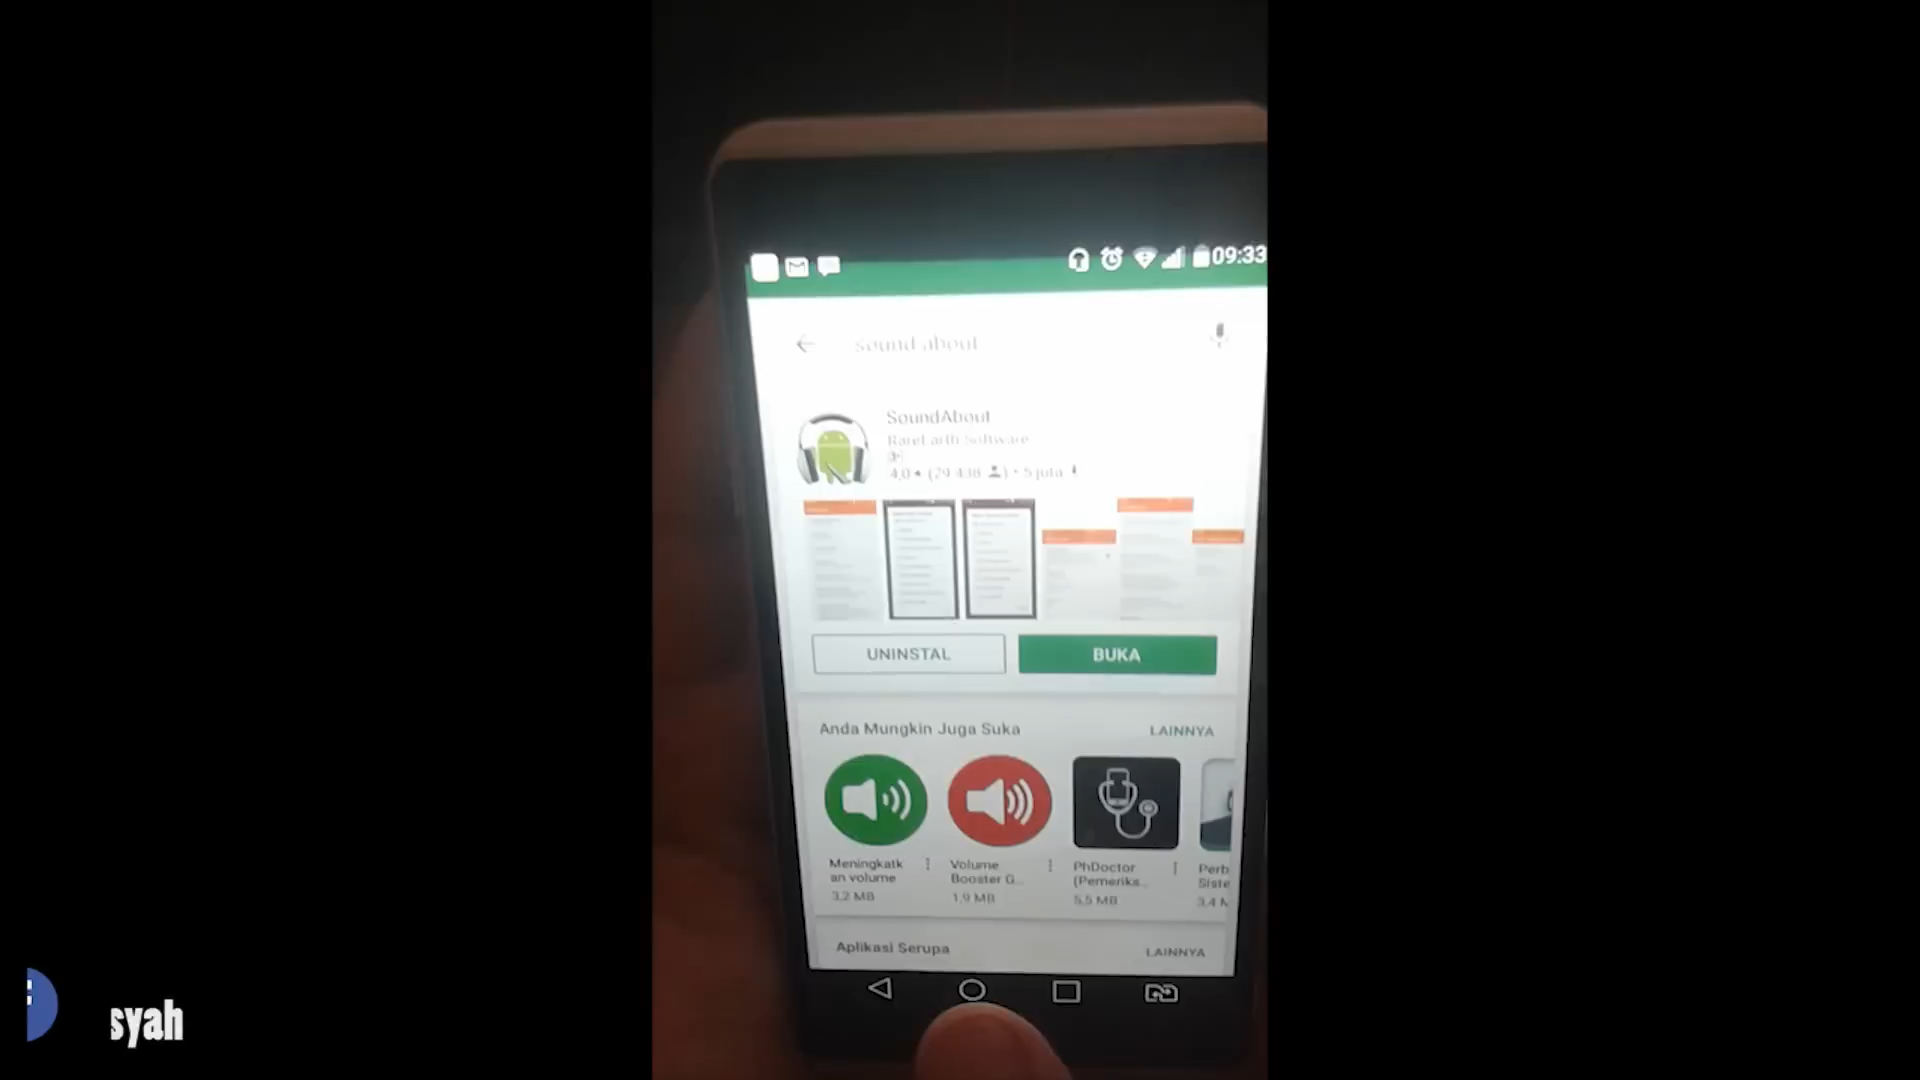 09:33
sound about
SoundAbout
RareEarth Software
3+
4,0 ★ (29.438) • 5 juta
UNINSTAL
BUKA
Anda Mungkin Juga Suka
LAINNYA
Meningkatk
an volume
3,2 MB
Volume
Booster G...
1,9 MB
PhDoctor
(Pemeriks...
5,5 MB
Perb
Siste
3,4 M
Aplikasi Serupa
LAINNYA
syah